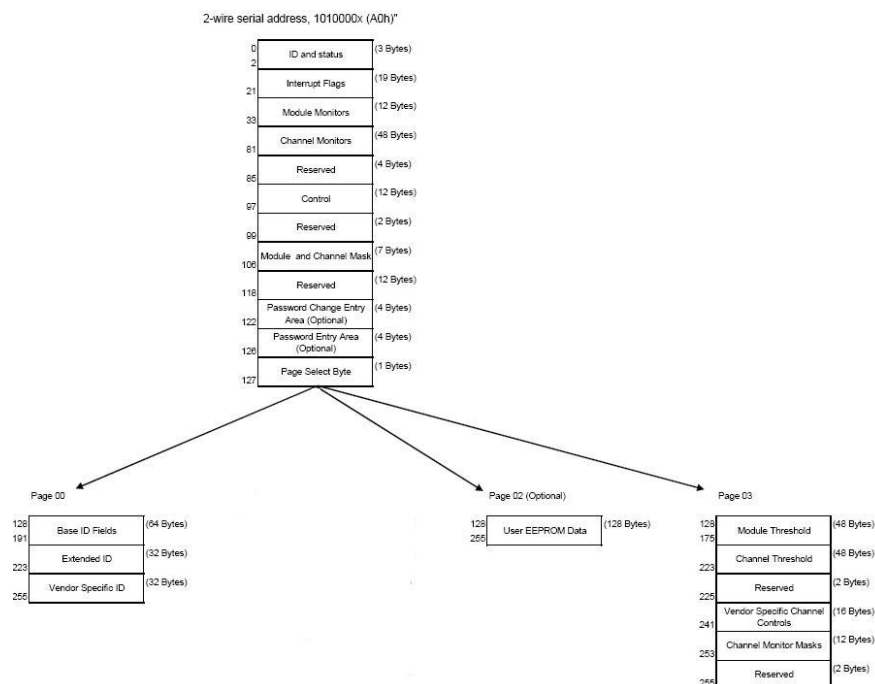 2-wire serial address, 1010000x (A0h)"
0
2
ID and status
(3 Bytes)
21
Interrupt Flags
(19 Bytes)
33
Module Monitors
(12 Bytes)
81
Channel Monitors
(48 Bytes)
85
Reserved
(4 Bytes)
97
Control
(12 Bytes)
99
Reserved
(2 Bytes)
106
Module and Channel Mask
(7 Bytes)
118
Reserved
(12 Bytes)
122
Password Change Entry
Area (Optional)
(4 Bytes)
126
Password Entry Area
(Optional)
(4 Bytes)
127
Page Select Byte
(1 Bytes)
Page 00
128
191
Base ID Fields
(64 Bytes)
223
Extended ID
(32 Bytes)
255
Vendor Specific ID
(32 Bytes)
Page 02 (Optional)
128
255
User EEPROM Data
(128 Bytes)
Page 03
128
175
Module Threshold
(48 Bytes)
223
Channel Threshold
(48 Bytes)
225
Reserved
(2 Bytes)
241
Vendor Specific Channel
Controls
(16 Bytes)
253
Channel Monitor Masks
(12 Bytes)
255
Reserved
(2 Bytes)